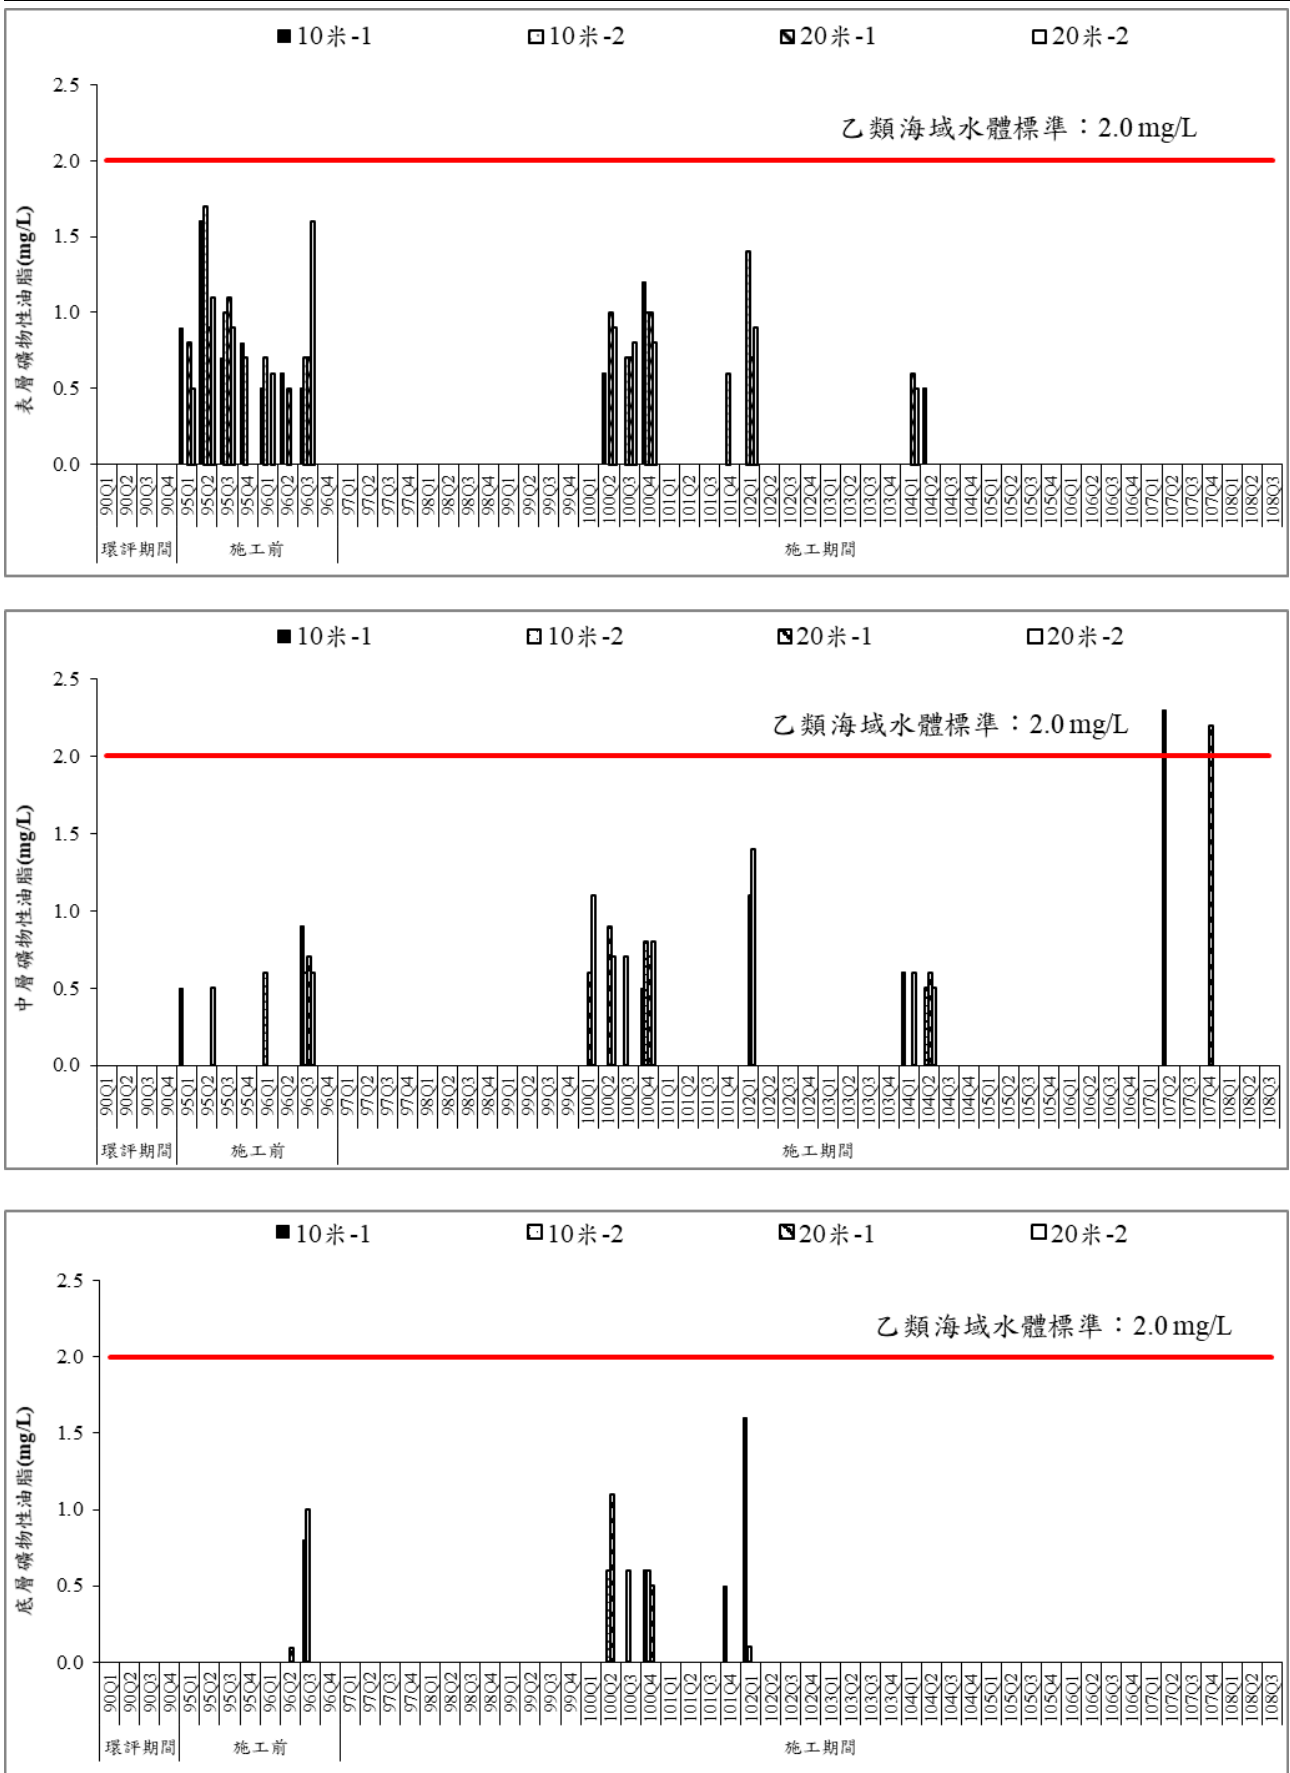 ■10米-1 □10米-2 ▧20米-1 □20米-2
乙類海域水體標準：2.0 mg/L
表層礦物性油脂(mg/L)
2.5
2.0
1.5
1.0
0.5
0.0
90Q1 90Q2 90Q3 90Q4 95Q1 95Q2 95Q3 95Q4 96Q1 96Q2 96Q3 96Q4 97Q1 97Q2 97Q3 97Q4 98Q1 98Q2 98Q3 98Q4 99Q1 99Q2 99Q3 99Q4 100Q1 100Q2 100Q3 100Q4 101Q1 101Q2 101Q3 101Q4 102Q1 102Q2 102Q3 102Q4 103Q1 103Q2 103Q3 103Q4 104Q1 104Q2 104Q3 104Q4 105Q1 105Q2 105Q3 105Q4 106Q1 106Q2 106Q3 106Q4 107Q1 107Q2 107Q3 107Q4 108Q1 108Q2 108Q3
環評期間 施工前 施工期間
■10米-1 □10米-2 ▧20米-1 □20米-2
乙類海域水體標準：2.0 mg/L
中層礦物性油脂(mg/L)
2.5
2.0
1.5
1.0
0.5
0.0
90Q1 90Q2 90Q3 90Q4 95Q1 95Q2 95Q3 95Q4 96Q1 96Q2 96Q3 96Q4 97Q1 97Q2 97Q3 97Q4 98Q1 98Q2 98Q3 98Q4 99Q1 99Q2 99Q3 99Q4 100Q1 100Q2 100Q3 100Q4 101Q1 101Q2 101Q3 101Q4 102Q1 102Q2 102Q3 102Q4 103Q1 103Q2 103Q3 103Q4 104Q1 104Q2 104Q3 104Q4 105Q1 105Q2 105Q3 105Q4 106Q1 106Q2 106Q3 106Q4 107Q1 107Q2 107Q3 107Q4 108Q1 108Q2 108Q3
環評期間 施工前 施工期間
■10米-1 □10米-2 ▧20米-1 □20米-2
乙類海域水體標準：2.0 mg/L
底層礦物性油脂(mg/L)
2.5
2.0
1.5
1.0
0.5
0.0
90Q1 90Q2 90Q3 90Q4 95Q1 95Q2 95Q3 95Q4 96Q1 96Q2 96Q3 96Q4 97Q1 97Q2 97Q3 97Q4 98Q1 98Q2 98Q3 98Q4 99Q1 99Q2 99Q3 99Q4 100Q1 100Q2 100Q3 100Q4 101Q1 101Q2 101Q3 101Q4 102Q1 102Q2 102Q3 102Q4 103Q1 103Q2 103Q3 103Q4 104Q1 104Q2 104Q3 104Q4 105Q1 105Q2 105Q3 105Q4 106Q1 106Q2 106Q3 106Q4 107Q1 107Q2 107Q3 107Q4 108Q1 108Q2 108Q3
環評期間 施工前 施工期間